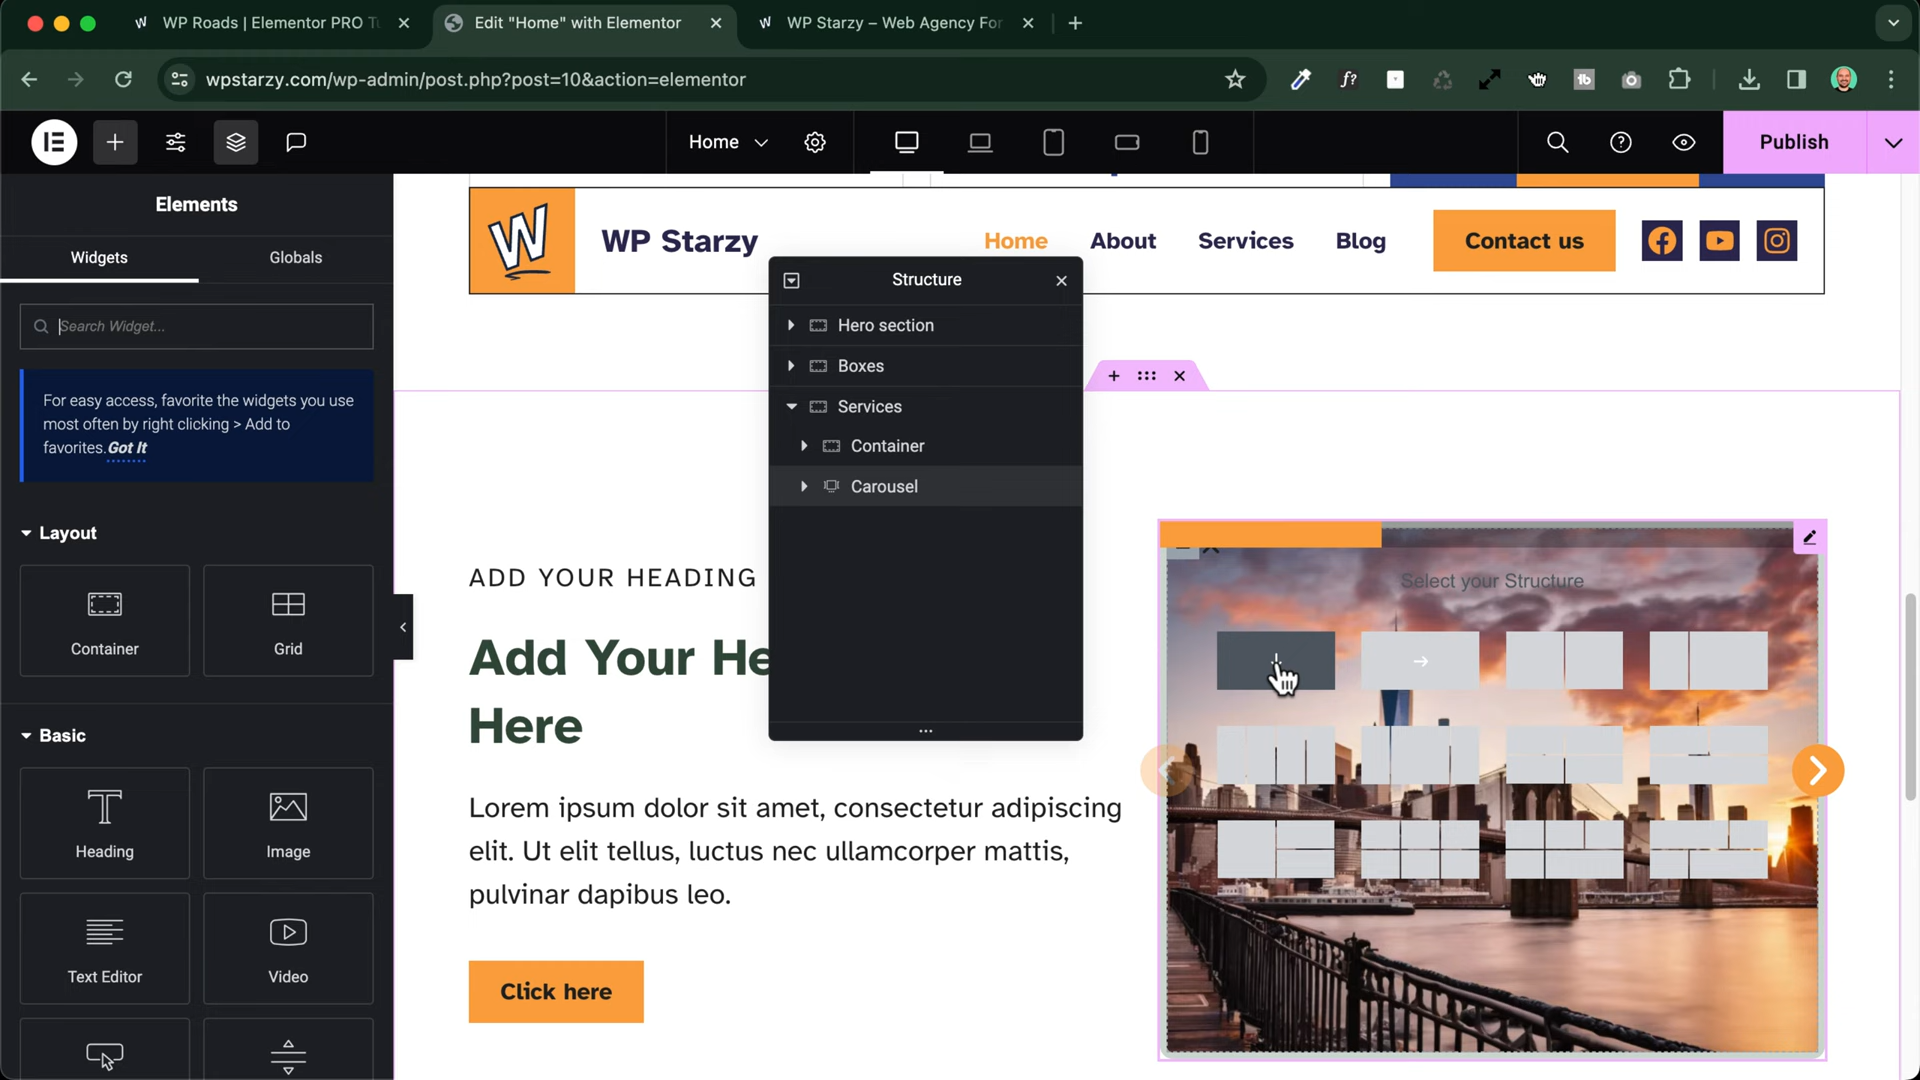 WP Roads | Elementor PRO Tu
Edit "Home" with Elementor
WP Starzy – Web Agency For
wpstarzy.com/wp-admin/post.php?post=10&action=elementor
f?
Home
Publish
Elements
Widgets
Globals
Search Widget...
For easy access, favorite the widgets you use
most often by right clicking > Add to
favorites. Got It
Layout
Container
Grid
Basic
Heading
Image
Text Editor
Video
W
WP Starzy
Home
About
Services
Blog
Contact us
Structure
Hero section
Boxes
Services
Container
Carousel
ADD YOUR HEADING
Add Your He
Here
Lorem ipsum dolor sit amet, consectetur adipiscing
elit. Ut elit tellus, luctus nec ullamcorper mattis,
pulvinar dapibus leo.
Click here
Select your Structure